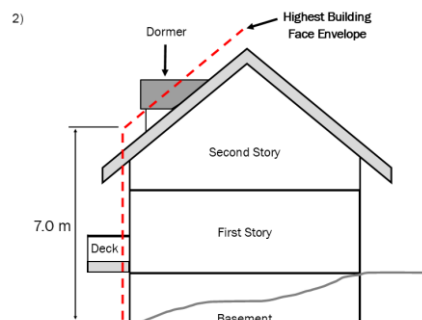 2)
Highest Building
Face Envelope
Dormer
Second Story
7.0 m
First Story
Deck
Basement